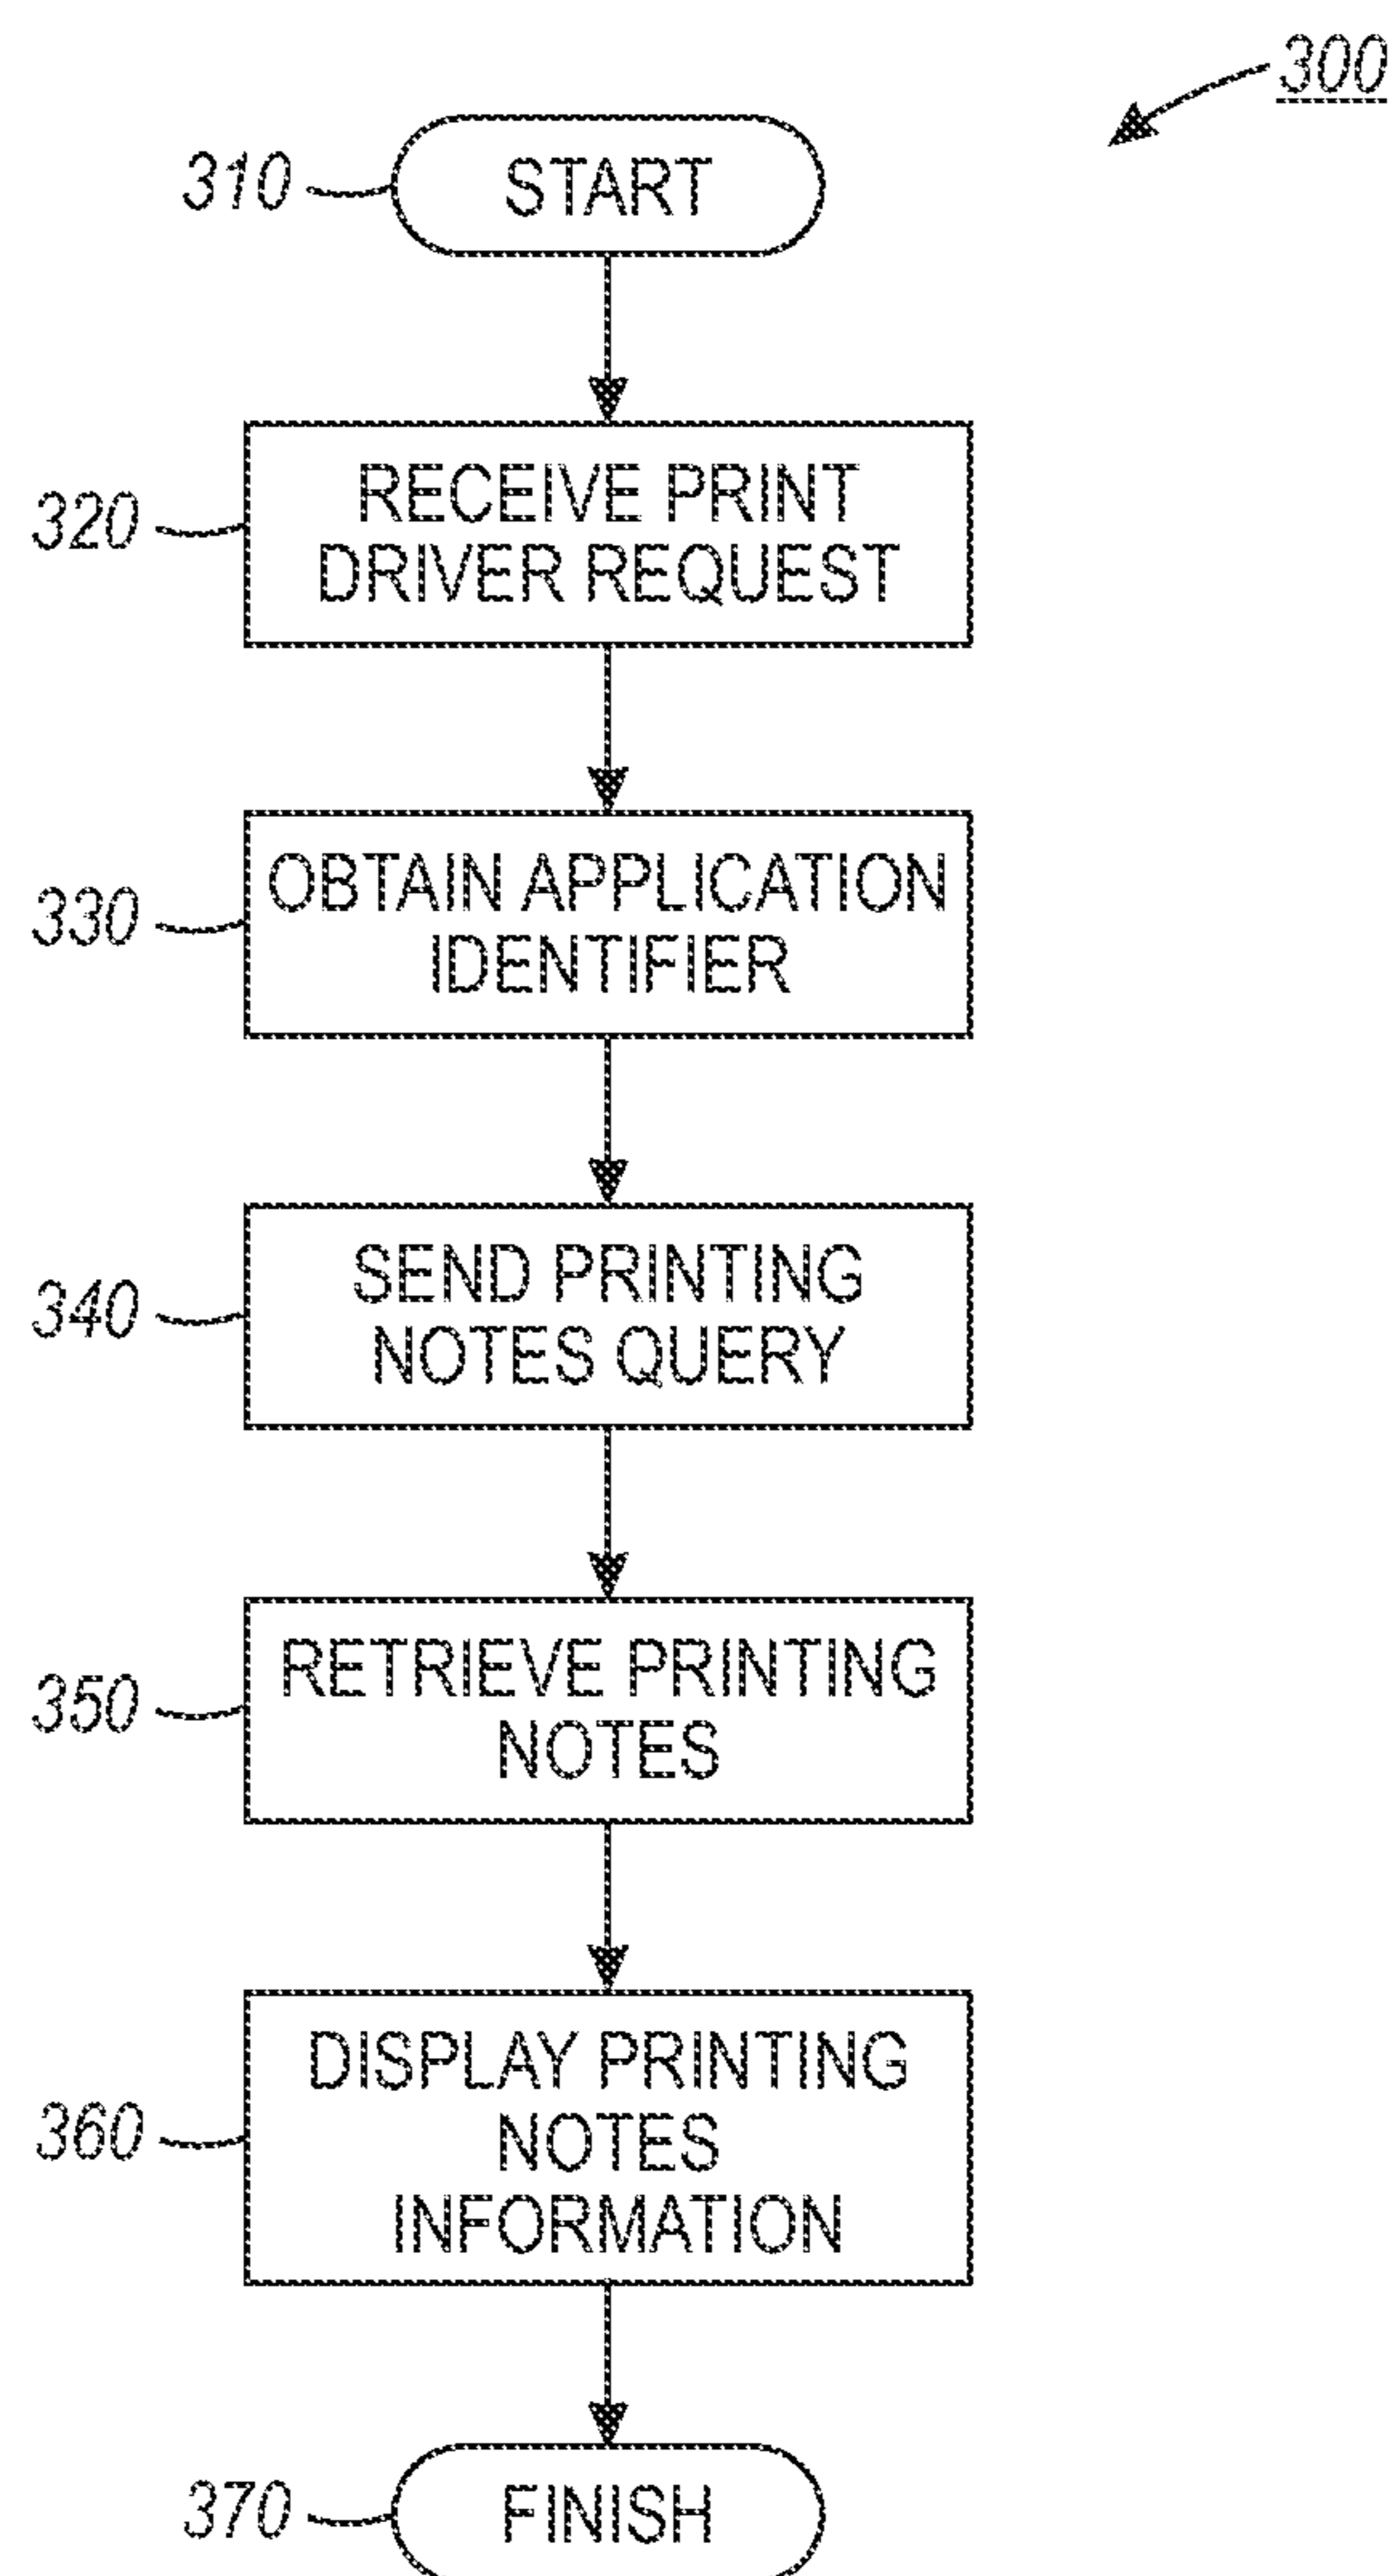 300
310
START
320
RECEIVE PRINT
DRIVER REQUEST
330
OBTAIN APPLICATION
IDENTIFIER
340
SEND PRINTING
NOTES QUERY
350
RETRIEVE PRINTING
NOTES
360
DISPLAY PRINTING
NOTES
INFORMATION
370
FINISH